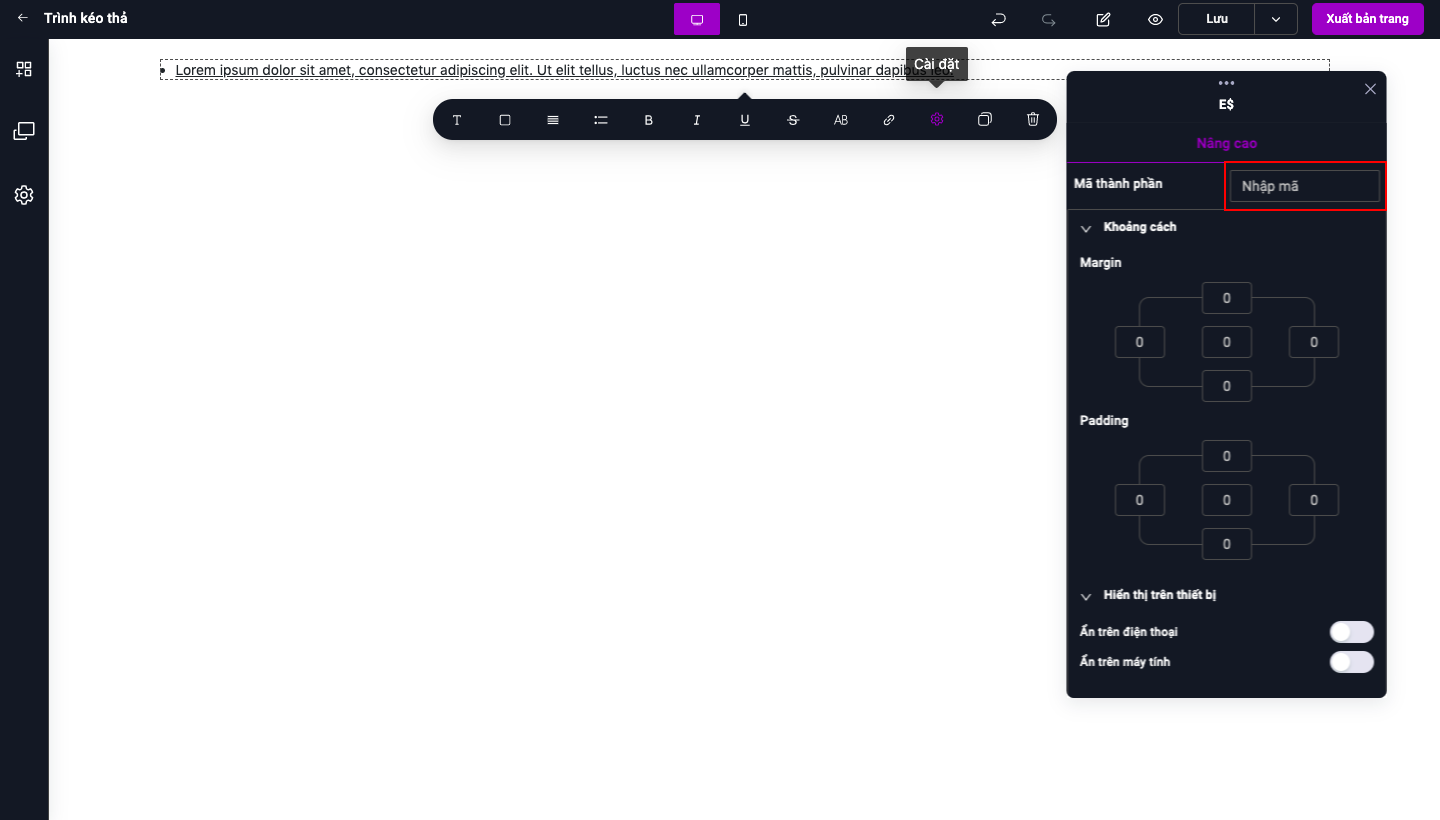 Trình kéo thả
Lưu
Xuất bản trang
Lorem ipsum dolor sit amet, consectetur adipiscing elit. Ut elit tellus, luctus nec ullamcorper mattis, pulvinar dapibus leo.
Cài đặt
T
B
I
U
S
AB
E$
Nâng cao
Mã thành phần
Nhập mã
Khoảng cách
Margin
0
0
0
0
0
Padding
0
0
0
0
0
Hiển thị trên thiết bị
Ẩn trên điện thoại
Ẩn trên máy tính